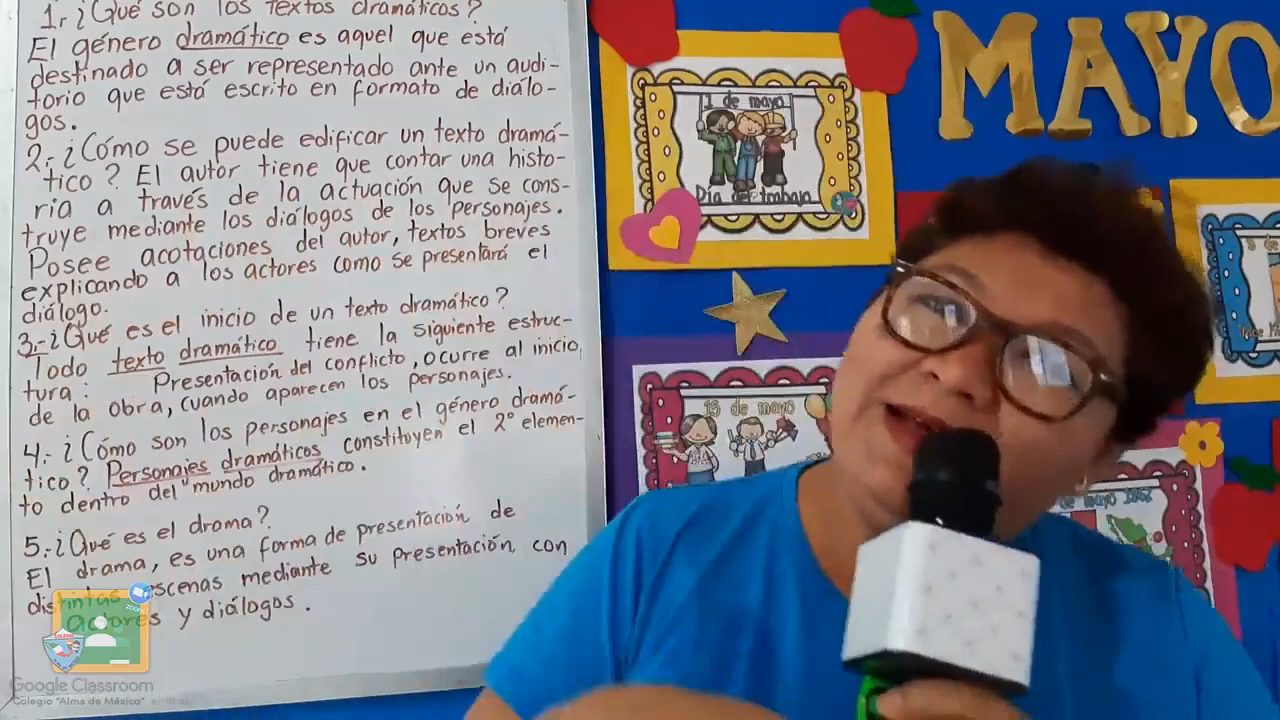 1.- ¿Qué son los textos dramáticos?
El género dramático es aquel que está
destinado a ser representado ante un audi-
torio que está escrito en formato de diálo-
gos.
2.- ¿Cómo se puede edificar un texto dramá-
tico? El autor tiene que contar una histo-
ria a través de la actuación que se cons-
truye mediante los diálogos de los personajes.
Posee acotaciones del autor, textos breves
explicando a los actores como se presentará el
diálogo.
3.- ¿Qué es el inicio de un texto dramático?
Todo texto dramático tiene la siguiente estruc-
tura: Presentación del conflicto, ocurre al inicio,
de la obra, cuando aparecen los personajes.
4.- ¿Cómo son los personajes en el género dramá-
tico? Personajes dramáticos constituyen el 2° elemen-
to dentro del "mundo dramático.
5.- ¿Qué es el drama?
El drama, es una forma de presentación de
distintas escenas mediante su presentación, con
actores y diálogos.
zoom
Google Classroom
Colegio "Alma de México"
MAYO
1 de mayo
Día del trabajo
15 de mayo
de mayo 1862